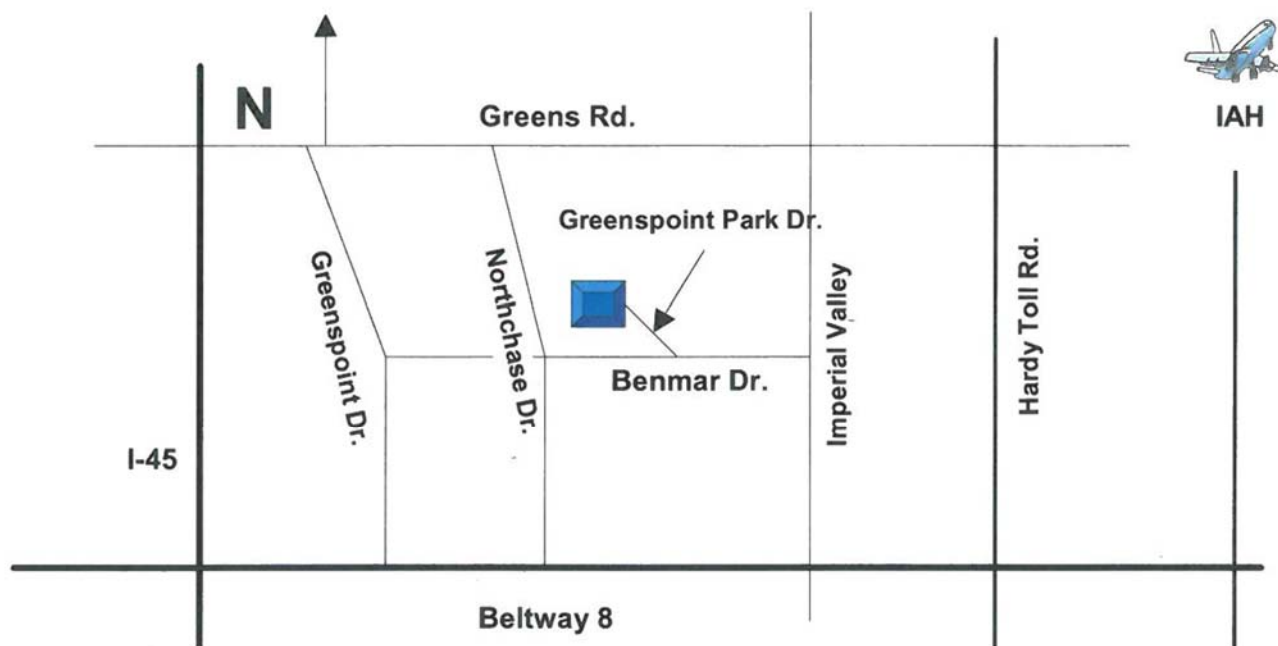 N
Greens Rd.
IAH
Greenspoint Park Dr.
Greenspoint Dr.
Northchase Dr.
Imperial Valley
Hardy Toll Rd.
Benmar Dr.
I-45
Beltway 8